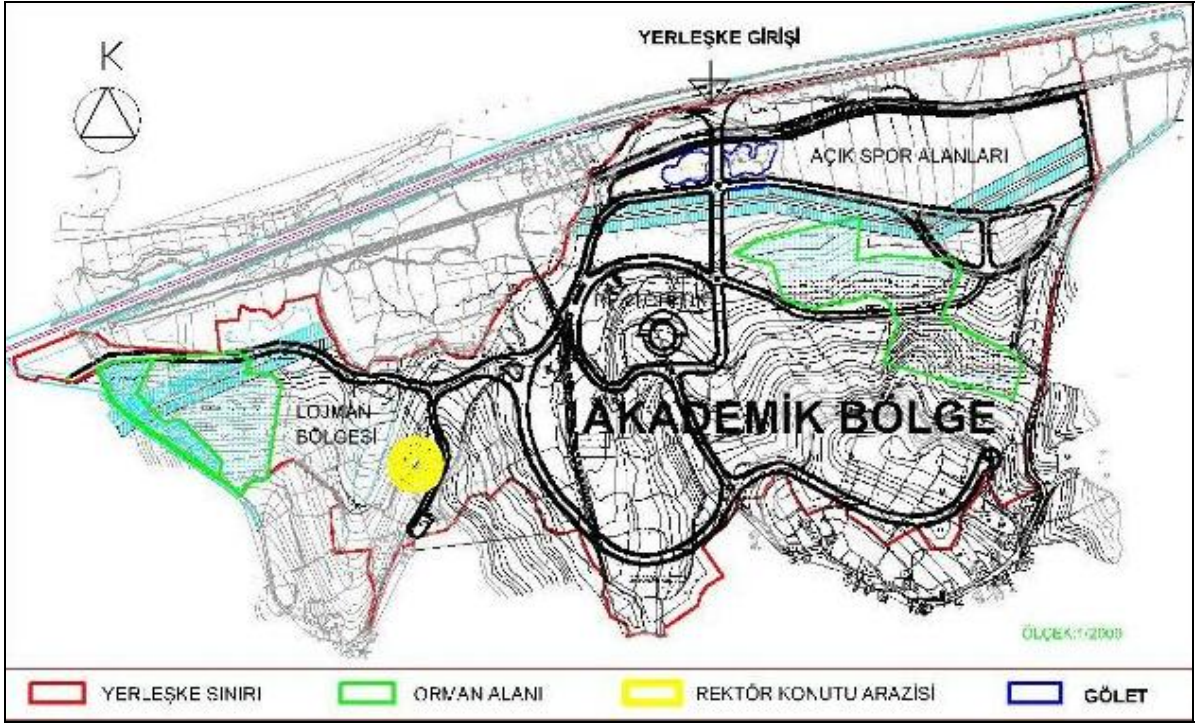 K
YERLEŞKE GİRİŞİ
AÇIK SPOR ALANLARI
LOJMAN
BÖLGESİ
AKADEMİK BÖLGE
ÖLÇEK:1/2000
YERLEŞKE SINIRI
ORMAN ALANI
REKTÖR KONUTU ARAZİSİ
GÖLET